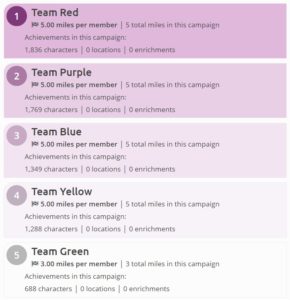 1
Team Red
5.00 miles per member | 5 total miles in this campaign
Achievements in this campaign:
1,836 characters | 0 locations | 0 enrichments
2
Team Purple
5.00 miles per member | 5 total miles in this campaign
Achievements in this campaign:
1,769 characters | 0 locations | 0 enrichments
3
Team Blue
5.00 miles per member | 5 total miles in this campaign
Achievements in this campaign:
1,349 characters | 0 locations | 0 enrichments
4
Team Yellow
5.00 miles per member | 5 total miles in this campaign
Achievements in this campaign:
1,288 characters | 0 locations | 0 enrichments
5
Team Green
3.00 miles per member | 3 total miles in this campaign
Achievements in this campaign:
688 characters | 0 locations | 0 enrichments